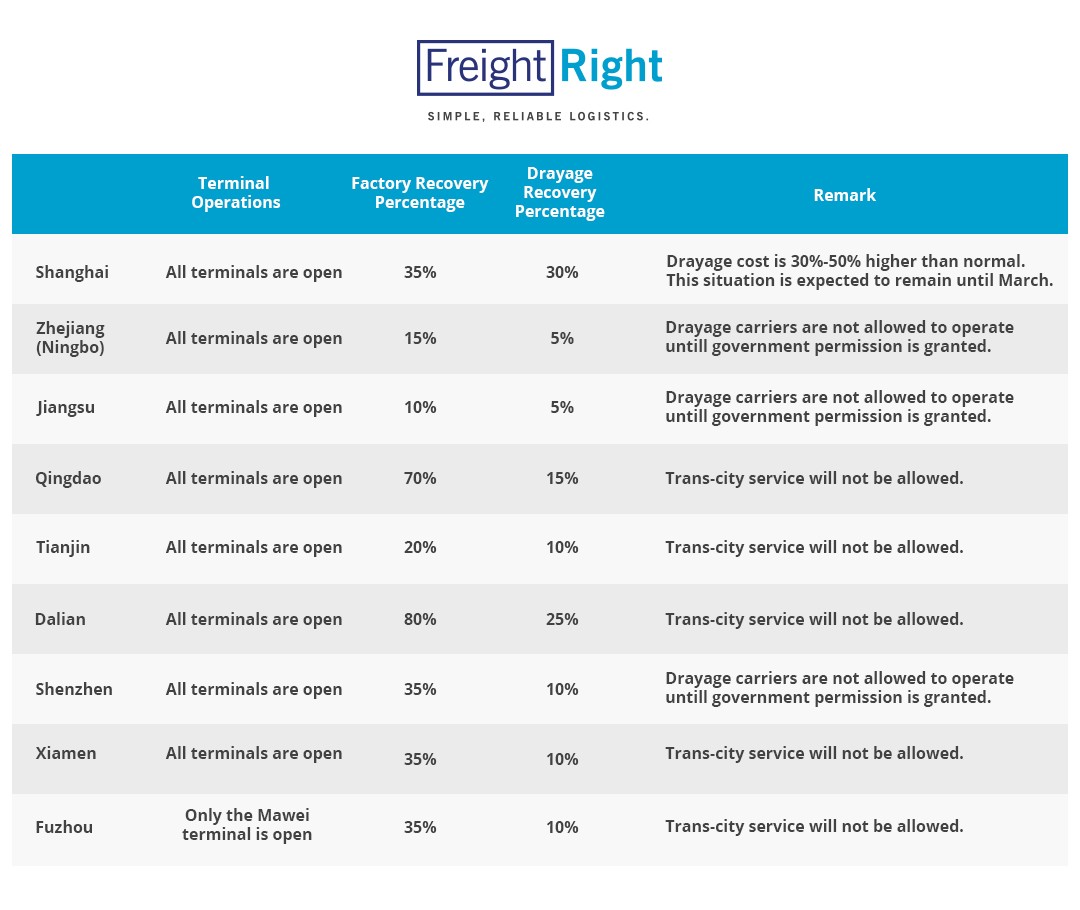 Freight Right
SIMPLE, RELIABLE LOGISTICS.
Terminal
Operations
Factory Recovery
Percentage
Drayage
Recovery
Percentage
Remark
Shanghai
All terminals are open
35%
30%
Drayage cost is 30%-50% higher than normal.
This situation is expected to remain until March.
Zhejiang
(Ningbo)
All terminals are open
15%
5%
Drayage carriers are not allowed to operate
untill government permission is granted.
Jiangsu
All terminals are open
10%
5%
Drayage carriers are not allowed to operate
untill government permission is granted.
Qingdao
All terminals are open
70%
15%
Trans-city service will not be allowed.
Tianjin
All terminals are open
20%
10%
Trans-city service will not be allowed.
Dalian
All terminals are open
80%
25%
Trans-city service will not be allowed.
Shenzhen
All terminals are open
35%
10%
Drayage carriers are not allowed to operate
untill government permission is granted.
Xiamen
All terminals are open
35%
10%
Trans-city service will not be allowed.
Fuzhou
Only the Mawei
terminal is open
35%
10%
Trans-city service will not be allowed.